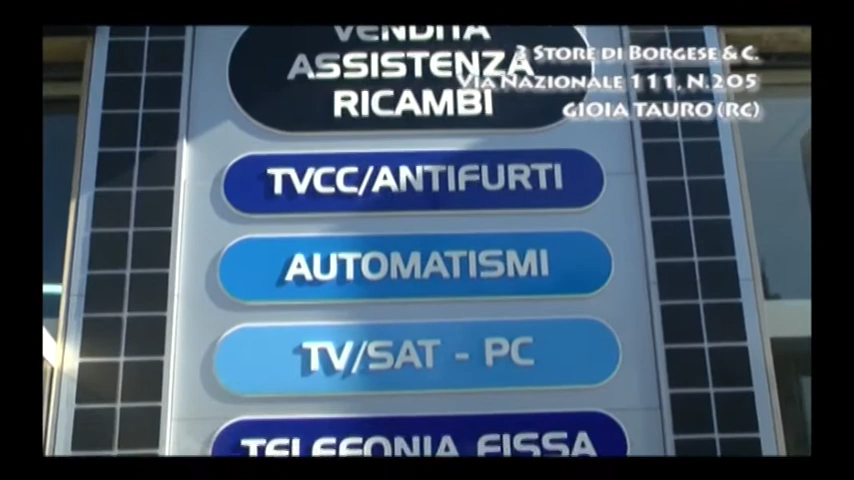 VENDITA
ASSISTENZA
RICAMBI
3 Store di Borgese & C.
Via Nazionale 111, N.205
Gioia Tauro (RC)
TVCC/ANTIFURTI
AUTOMATISMI
TV/SAT - PC
TELEFONIA FISSA